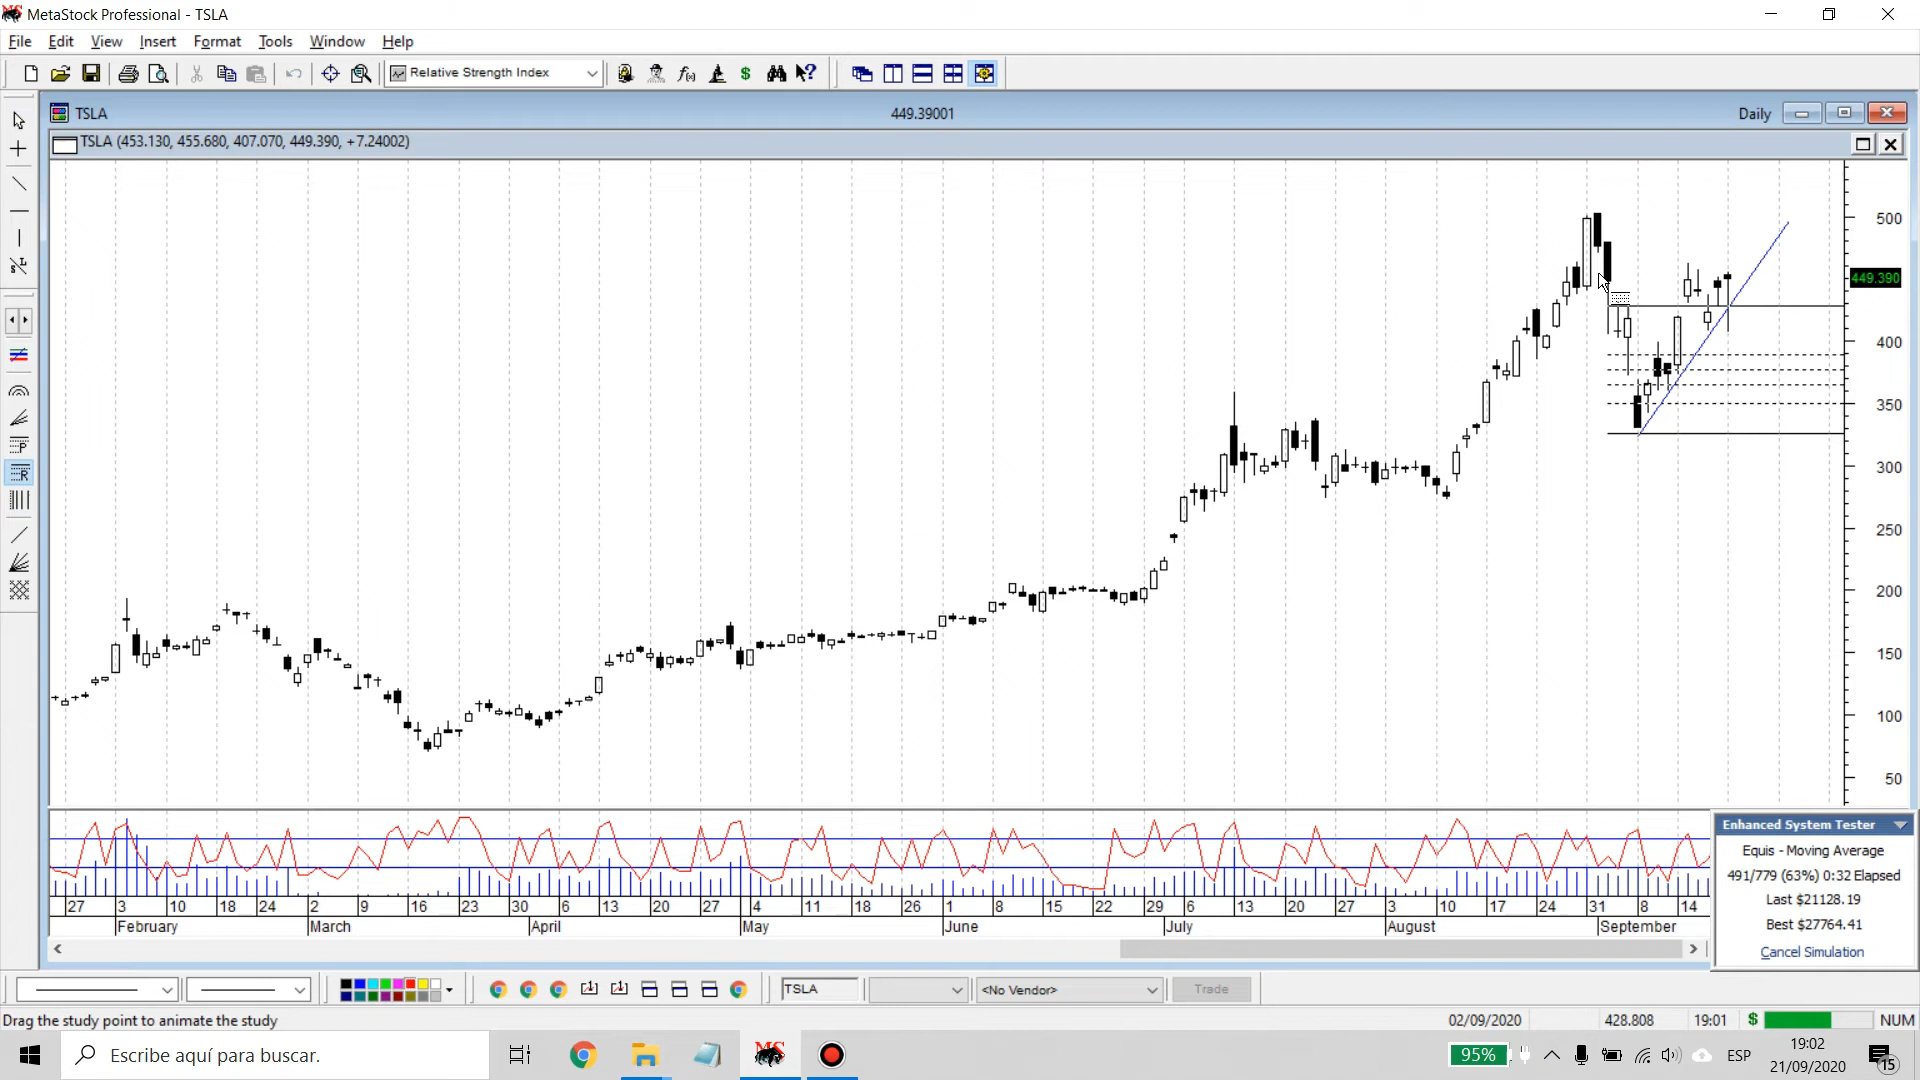 MetaStock Professional - TSLA
File Edit View Insert Format Tools Window Help
Relative Strength Index
TSLA 449.39001 Daily
TSLA (453.130, 455.680, 407.070, 449.390, +7.24002)
500
449.390
400
350
300
250
200
150
100
50
Enhanced System Tester
Equis - Moving Average
491/779 (63%) 0:32 Elapsed
Last $21128.19
Best $27764.41
Cancel Simulation
27 3 10 18 24 2 9 16 23 30 6 13 20 27 4 11 18 26 1 8 15 22 29 6 13 20 27 3 10 17 24 31 8 14
February March April May June July August September
TSLA <No Vendor> Trade
Drag the study point to animate the study 02/09/2020 428.808 19:01 $ NUM
Escribe aquí para buscar. 95% ESP 19:02
21/09/2020 15